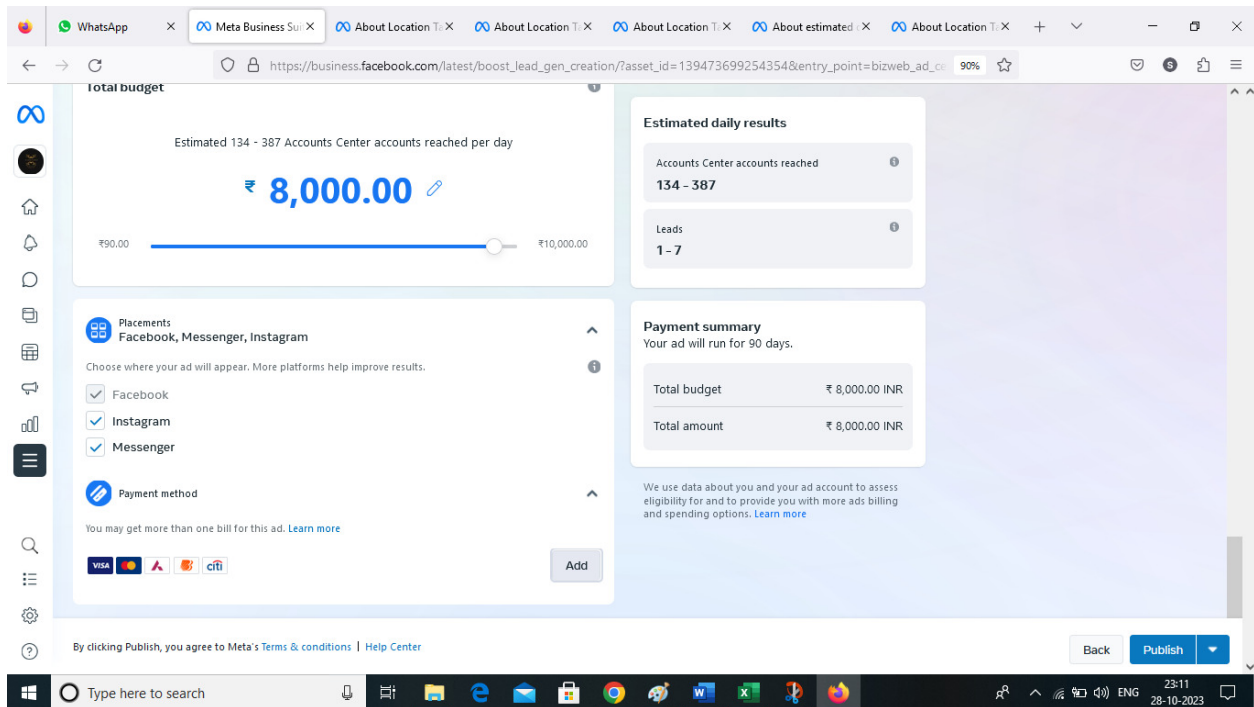 WhatsApp
Meta Business Sui
About Location Ta
About Location Ta
About Location Ta
About estimated
About Location Ta
https://business.facebook.com/latest/boost_lead_gen_creation/?asset_id=139473699254354&entry_point=bizweb_ad_ce
90%
S
Total budget
Estimated 134 - 387 Accounts Center accounts reached per day
₹ 8,000.00
₹90.00
₹10,000.00
Placements
Facebook, Messenger, Instagram
Choose where your ad will appear. More platforms help improve results.
Facebook
Instagram
Messenger
Payment method
You may get more than one bill for this ad. Learn more
VISA
citi
Add
Estimated daily results
Accounts Center accounts reached
134 - 387
Leads
1 - 7
Payment summary
Your ad will run for 90 days.
Total budget ₹ 8,000.00 INR
Total amount ₹ 8,000.00 INR
We use data about you and your ad account to assess
eligibility for and to provide you with more ads billing
and spending options. Learn more
By clicking Publish, you agree to Meta's Terms & conditions | Help Center
Back
Publish
Type here to search
ENG
23:11
28-10-2023